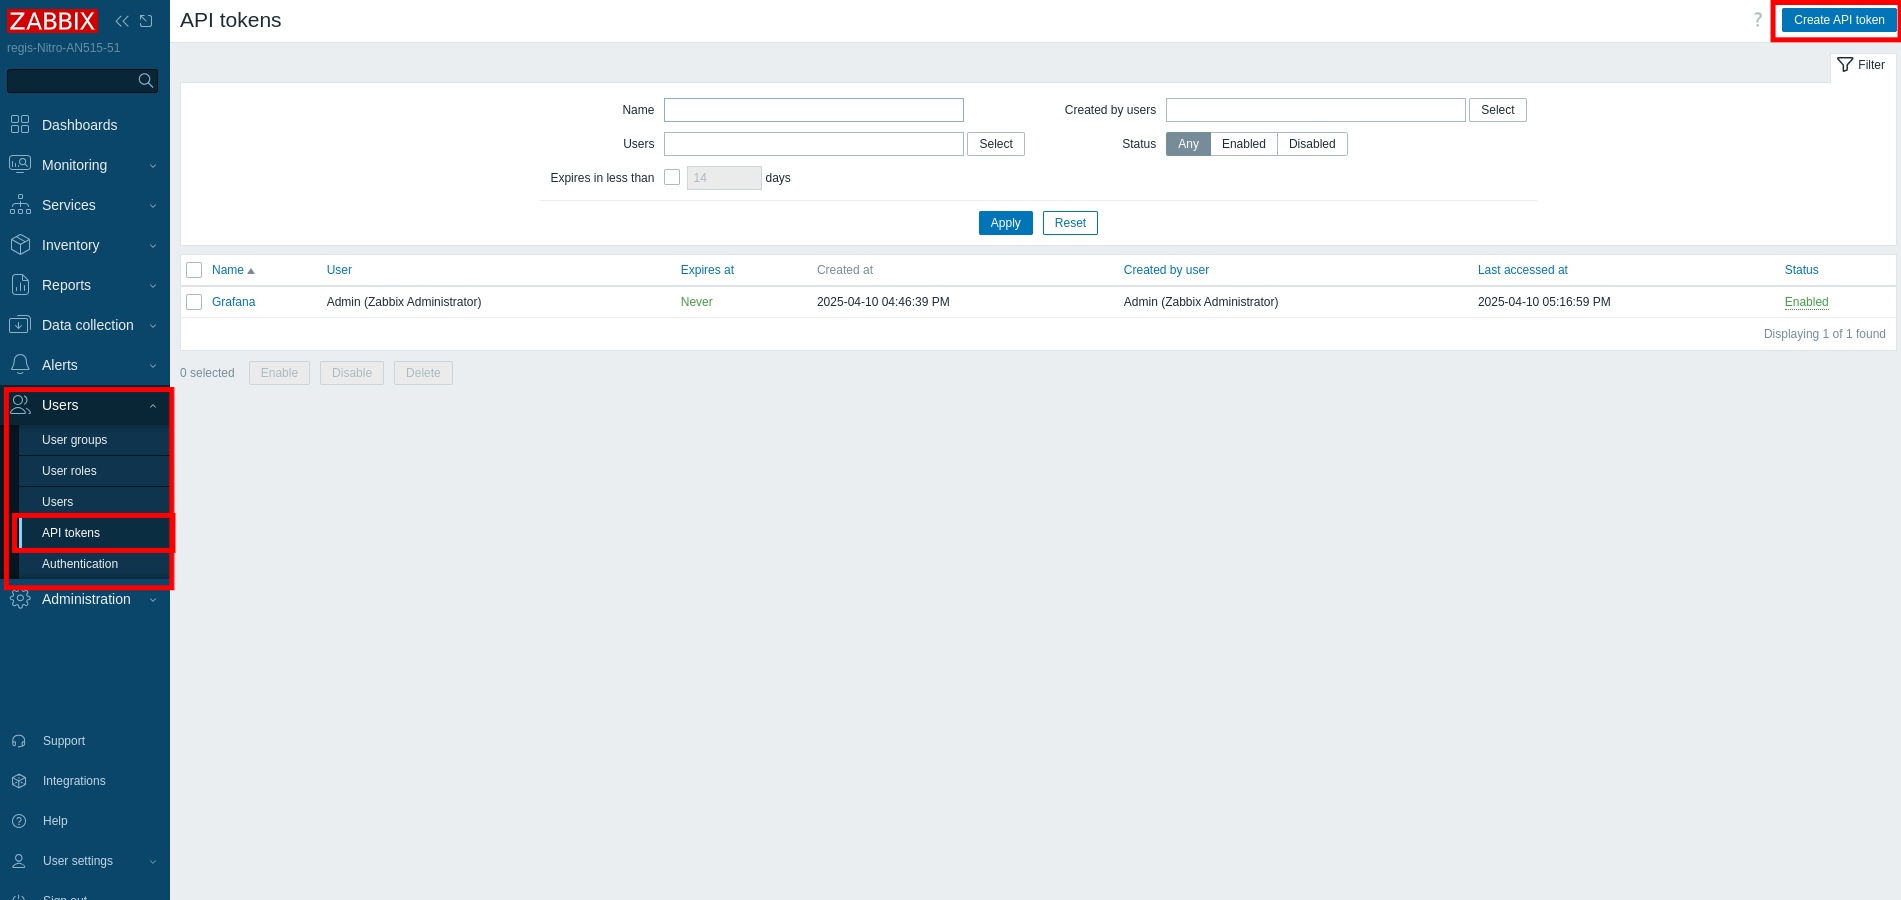 ZABBIX
regis-Nitro-AN515-51
Dashboards
Monitoring
Services
Inventory
Reports
Data collection
Alerts
Users
User groups
User roles
Users
API tokens
Authentication
Administration
Support
Integrations
Help
User settings
Sign out
API tokens
? Create API token
Filter
Name Created by users Select
Users Select Status Any Enabled Disabled
Expires in less than 14 days
Apply Reset
Name User Expires at Created at Created by user Last accessed at Status
Grafana Admin (Zabbix Administrator) Never 2025-04-10 04:46:39 PM Admin (Zabbix Administrator) 2025-04-10 05:16:59 PM Enabled
Displaying 1 of 1 found
0 selected Enable Disable Delete